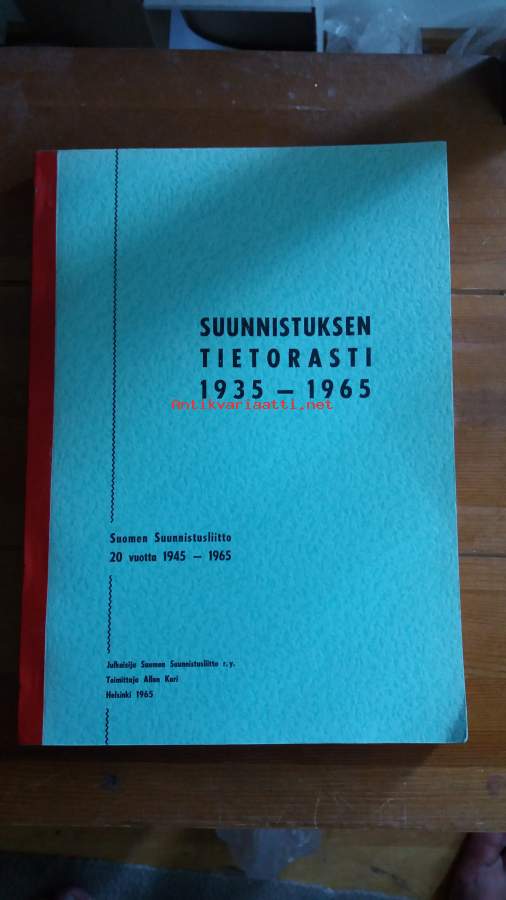 SUUNNISTUKSEN
TIETORASTI
1935 – 1965
Antikvariaatti.net
Suomen Suunnistusliitto
20 vuotta 1945 – 1965
Julkaisija Suomen Suunnistusliitto r.y.
Toimittaja Allan Kari
Helsinki 1965